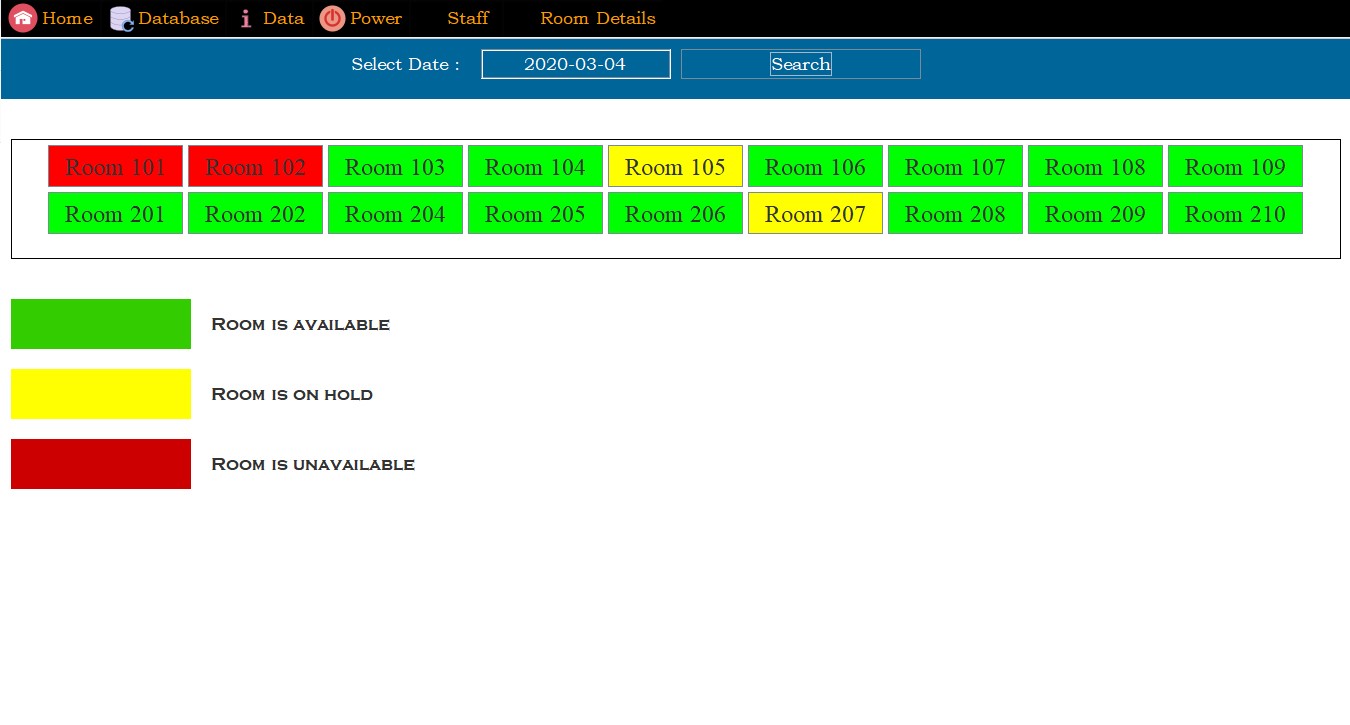 Home Database Data Power Staff Room Details
Select Date : 2020-03-04 Search
Room 101 Room 102 Room 103 Room 104 Room 105 Room 106 Room 107 Room 108 Room 109
Room 201 Room 202 Room 204 Room 205 Room 206 Room 207 Room 208 Room 209 Room 210
Room is available
Room is on hold
Room is unavailable